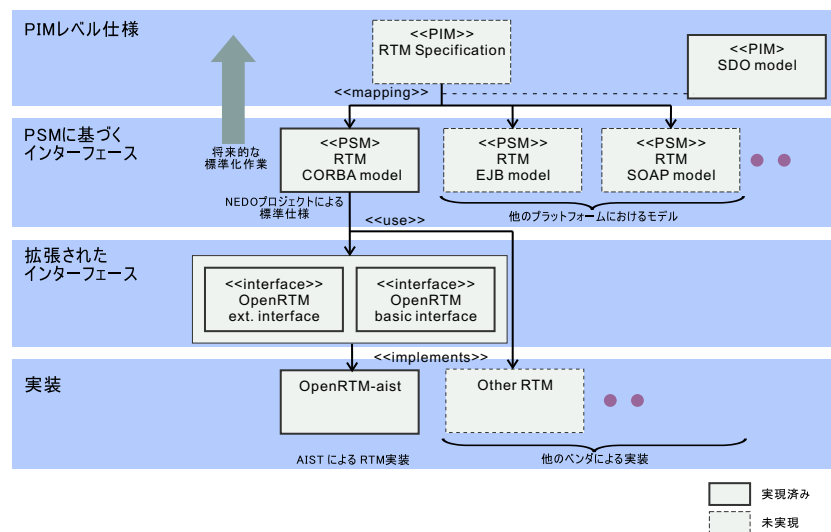 PIMレベル仕様
<<PIM>>
RTM Specification
<<PIM>
SDO model
<<mapping>>
PSMに基づく
インターフェース
将来的な
標準化作業
<<PSM>
RTM
CORBA model
<<PSM>>
RTM
EJB model
<<PSM>>
RTM
SOAP model
NEDOプロジェクトによる
標準仕様
他のプラットフォームにおけるモデル
<<use>>
拡張された
インターフェース
<<interface>>
OpenRTM
ext. interface
<<interface>>
OpenRTM
basic interface
<<implements>>
実装
OpenRTM-aist
Other RTM
AIST による RTM実装
他のベンダによる実装
実現済み
未実現